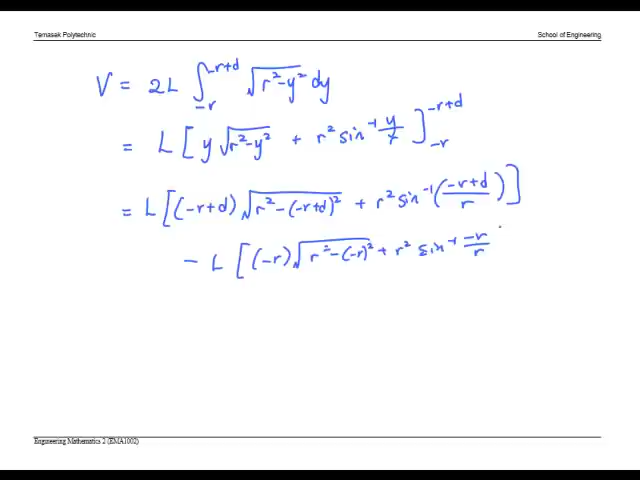 Temasek Polytechnic School of Engineering
V = 2L ∫_{-r}^{-r+d} √(r²-y²) dy
= L [ y √(r²-y²) + r² sin⁻¹ y/r ]_{-r}^{-r+d}
= L [ (-r+d) √(r²-(-r+d)²) + r² sin⁻¹ ( (-r+d)/r ) ]
- L [ (-r) √(r²-(-r)²) + r² sin⁻¹ -r/r
Engineering Mathematics 2 (EMA1002)